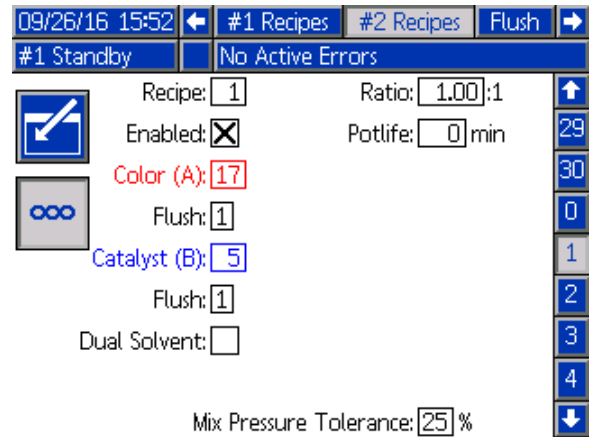 09/26/16 15:52 #1 Recipes #2 Recipes Flush
#1 Standby No Active Errors
Recipe: 1 Ratio: 1.00 :1
Enabled: Potlife: 0 min
Color (A): 17
Flush: 1
Catalyst (B): 5
Flush: 1
Dual Solvent:
Mix Pressure Tolerance: 25 %
29
30
0
1
2
3
4